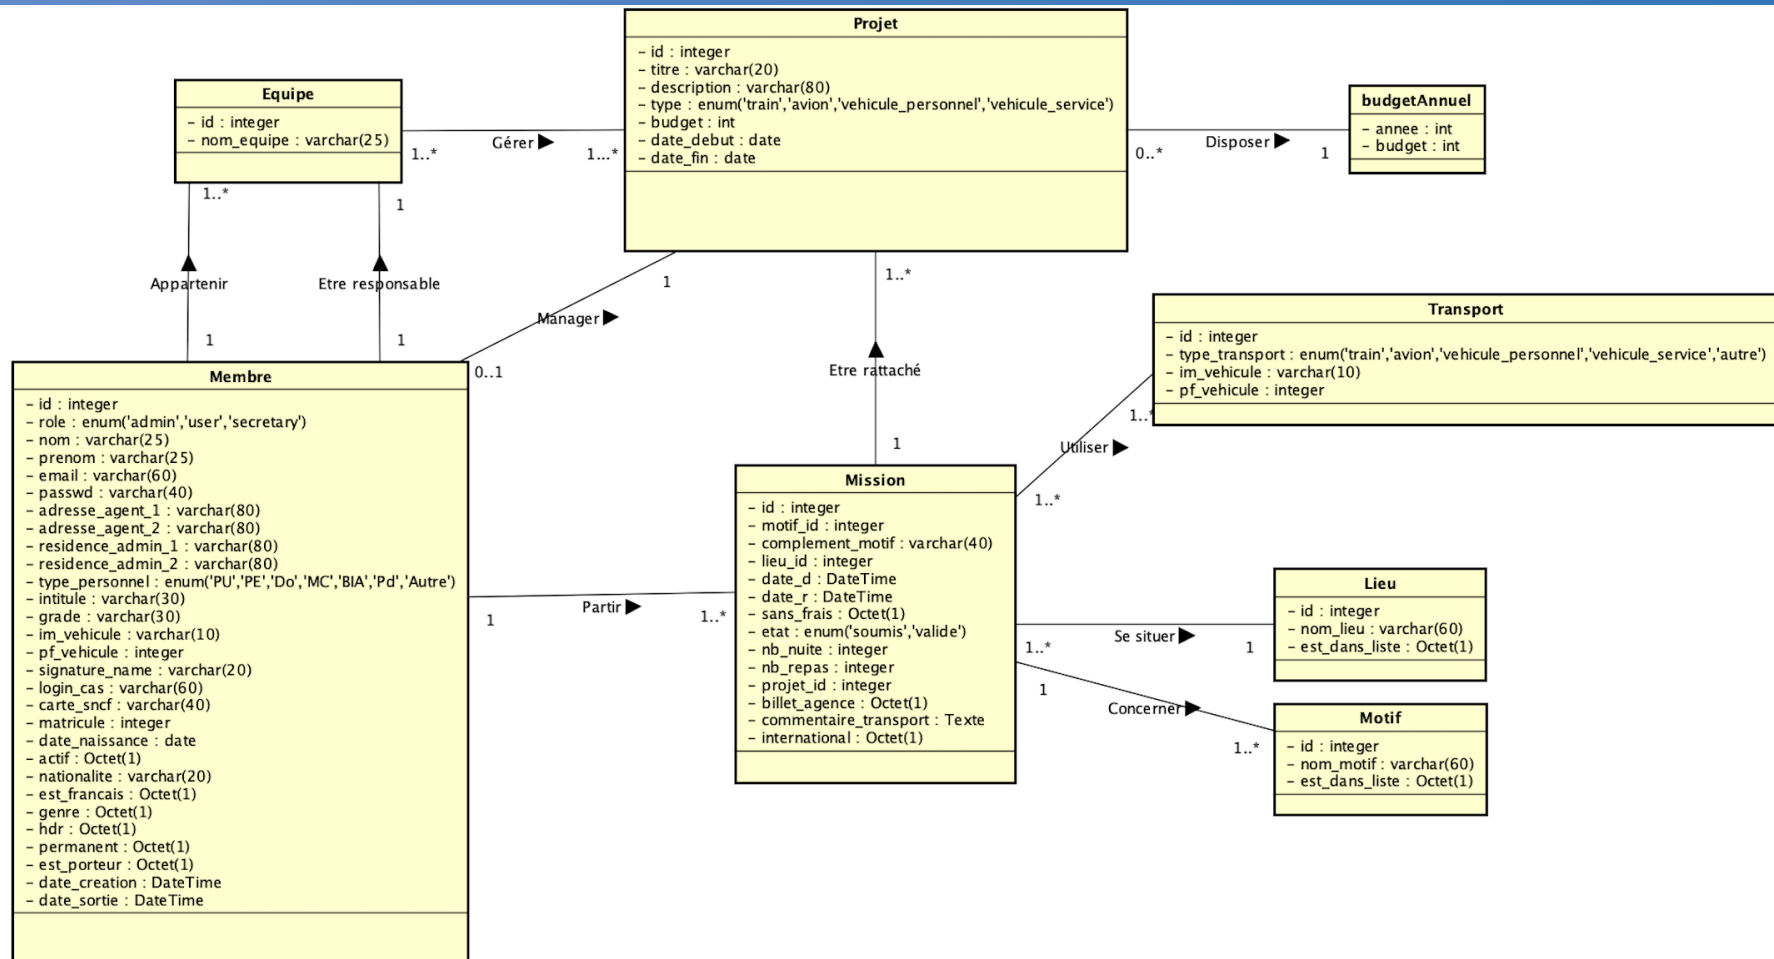 Projet
– id : integer
– titre : varchar(20)
– description : varchar(80)
– type : enum('train','avion','vehicule_personnel','vehicule_service')
– budget : int
– date_debut : date
– date_fin : date
Equipe
– id : integer
– nom_equipe : varchar(25)
budgetAnnuel
– annee : int
– budget : int
1..*
Gérer
1...*
0..*
Disposer
1
1..*
1
Appartenir
Etre responsable
1
1
Manager
1
0..1
1..*
Etre rattaché
1
Transport
– id : integer
– type_transport : enum('train','avion','vehicule_personnel','vehicule_service','autre')
– im_vehicule : varchar(10)
– pf_vehicule : integer
1..*
Utiliser
1..*
Membre
– id : integer
– role : enum('admin','user','secretary')
– nom : varchar(25)
– prenom : varchar(25)
– email : varchar(60)
– passwd : varchar(40)
– adresse_agent_1 : varchar(80)
– adresse_agent_2 : varchar(80)
– residence_admin_1 : varchar(80)
– residence_admin_2 : varchar(80)
– type_personnel : enum('PU','PE','Do','MC','BIA','Pd','Autre')
– intitule : varchar(30)
– grade : varchar(30)
– im_vehicule : varchar(10)
– pf_vehicule : integer
– signature_name : varchar(20)
– login_cas : varchar(60)
– carte_sncf : varchar(40)
– matricule : integer
– date_naissance : date
– actif : Octet(1)
– nationalite : varchar(20)
– est_francais : Octet(1)
– genre : Octet(1)
– hdr : Octet(1)
– permanent : Octet(1)
– est_porteur : Octet(1)
– date_creation : DateTime
– date_sortie : DateTime
1
Partir
1..*
Mission
– id : integer
– motif_id : integer
– complement_motif : varchar(40)
– lieu_id : integer
– date_d : DateTime
– date_r : DateTime
– sans_frais : Octet(1)
– etat : enum('soumis','valide')
– nb_nuite : integer
– nb_repas : integer
– projet_id : integer
– billet_agence : Octet(1)
– commentaire_transport : Texte
– international : Octet(1)
1..*
Se situer
1
Lieu
– id : integer
– nom_lieu : varchar(60)
– est_dans_liste : Octet(1)
1
Concerner
1..*
Motif
– id : integer
– nom_motif : varchar(60)
– est_dans_liste : Octet(1)